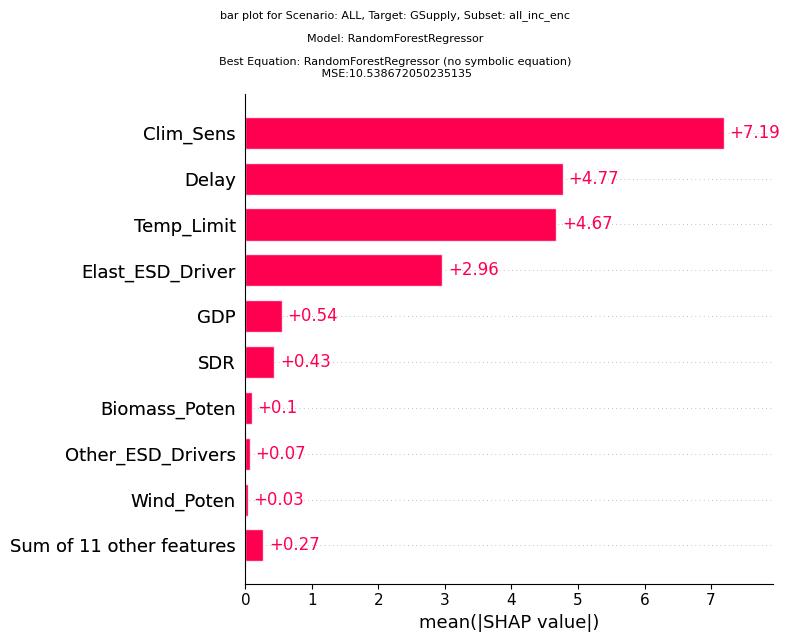 bar plot for Scenario: ALL, Target: GSupply, Subset: all_inc_enc
Model: RandomForestRegressor
Best Equation: RandomForestRegressor (no symbolic equation)
MSE:10.538672050235135
Clim_Sens +7.19
Delay +4.77
Temp_Limit +4.67
Elast_ESD_Driver +2.96
GDP +0.54
SDR +0.43
Biomass_Poten +0.1
Other_ESD_Drivers +0.07
Wind_Poten +0.03
Sum of 11 other features +0.27
0 1 2 3 4 5 6 7
mean(|SHAP value|)